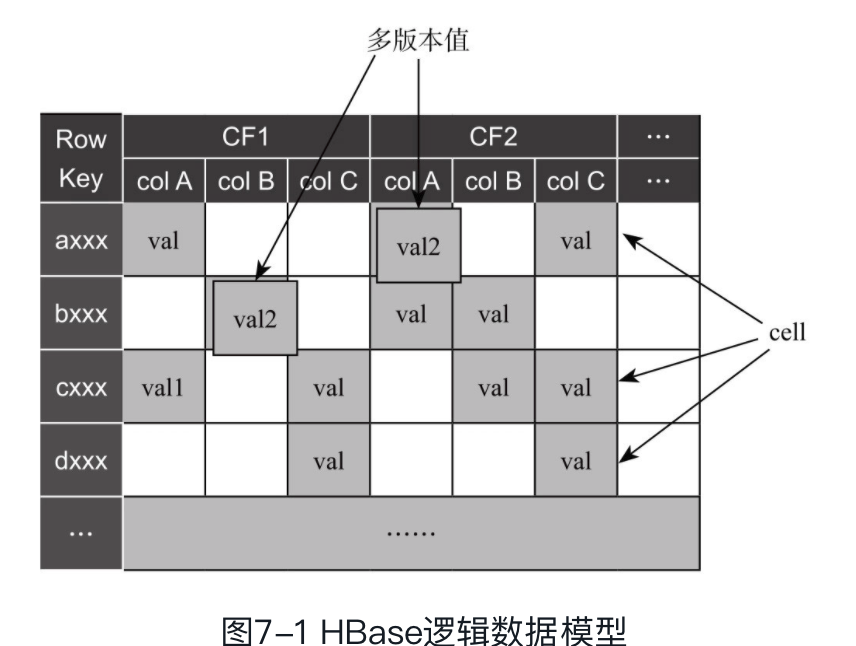 多版本值
Row Key CF1 CF2 ···
col A col B col C col A col B col C ···
axxx val val2 val
bxxx val2 val val
cxxx val1 val val val
dxxx val val
··· ······
cell
图7–1 HBase逻辑数据模型